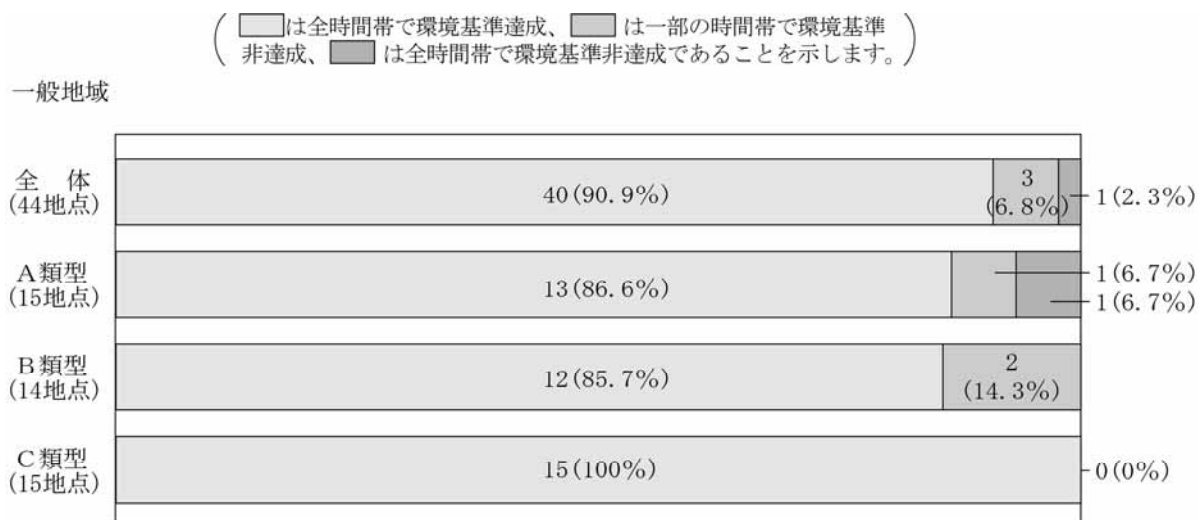 は全時間帯で環境基準達成、 は一部の時間帯で環境基準
非達成、 は全時間帯で環境基準非達成であることを示します。
一般地域
全 体
(44地点)
40(90.9%)
3
(6.8%)
1(2.3%)
A類型
(15地点)
13(86.6%)
1(6.7%)
1(6.7%)
B類型
(14地点)
12(85.7%)
2
(14.3%)
C類型
(15地点)
15(100%)
0(0%)